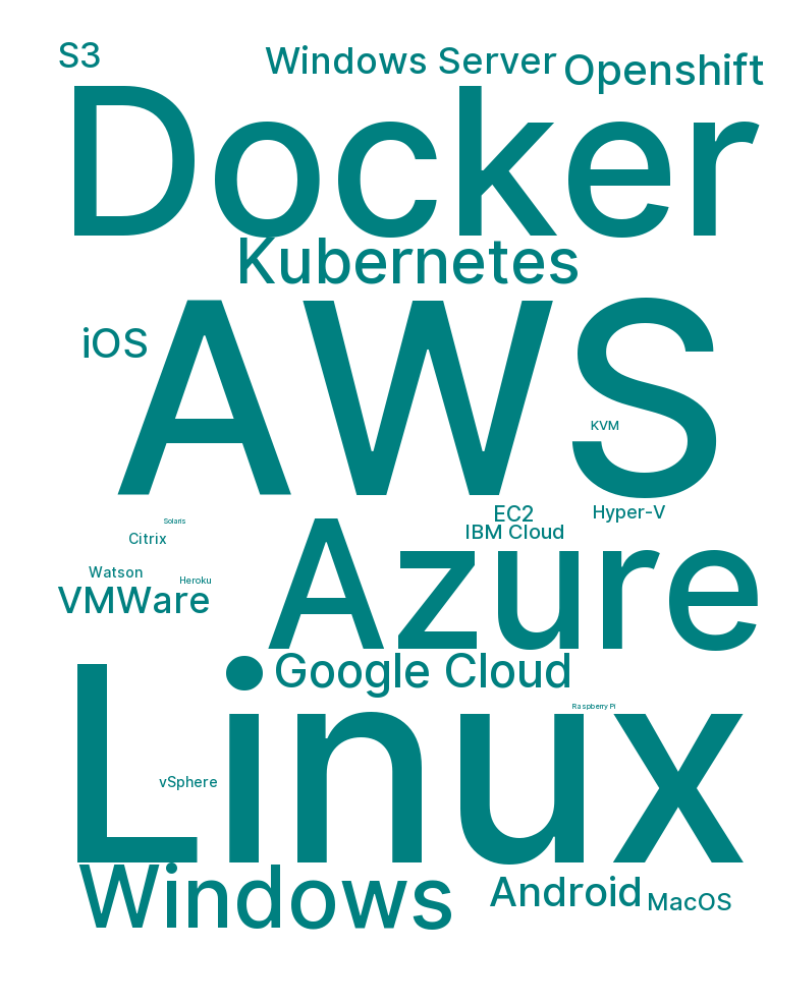 S3
Windows Server
Openshift
Docker
Kubernetes
iOS
AWS
KVM
EC2
Hyper-V
Solaris
IBM Cloud
Citrix
Azure
Watson
Heroku
VMWare
Google Cloud
Raspberry Pi
Linux
vSphere
Windows
Android
MacOS